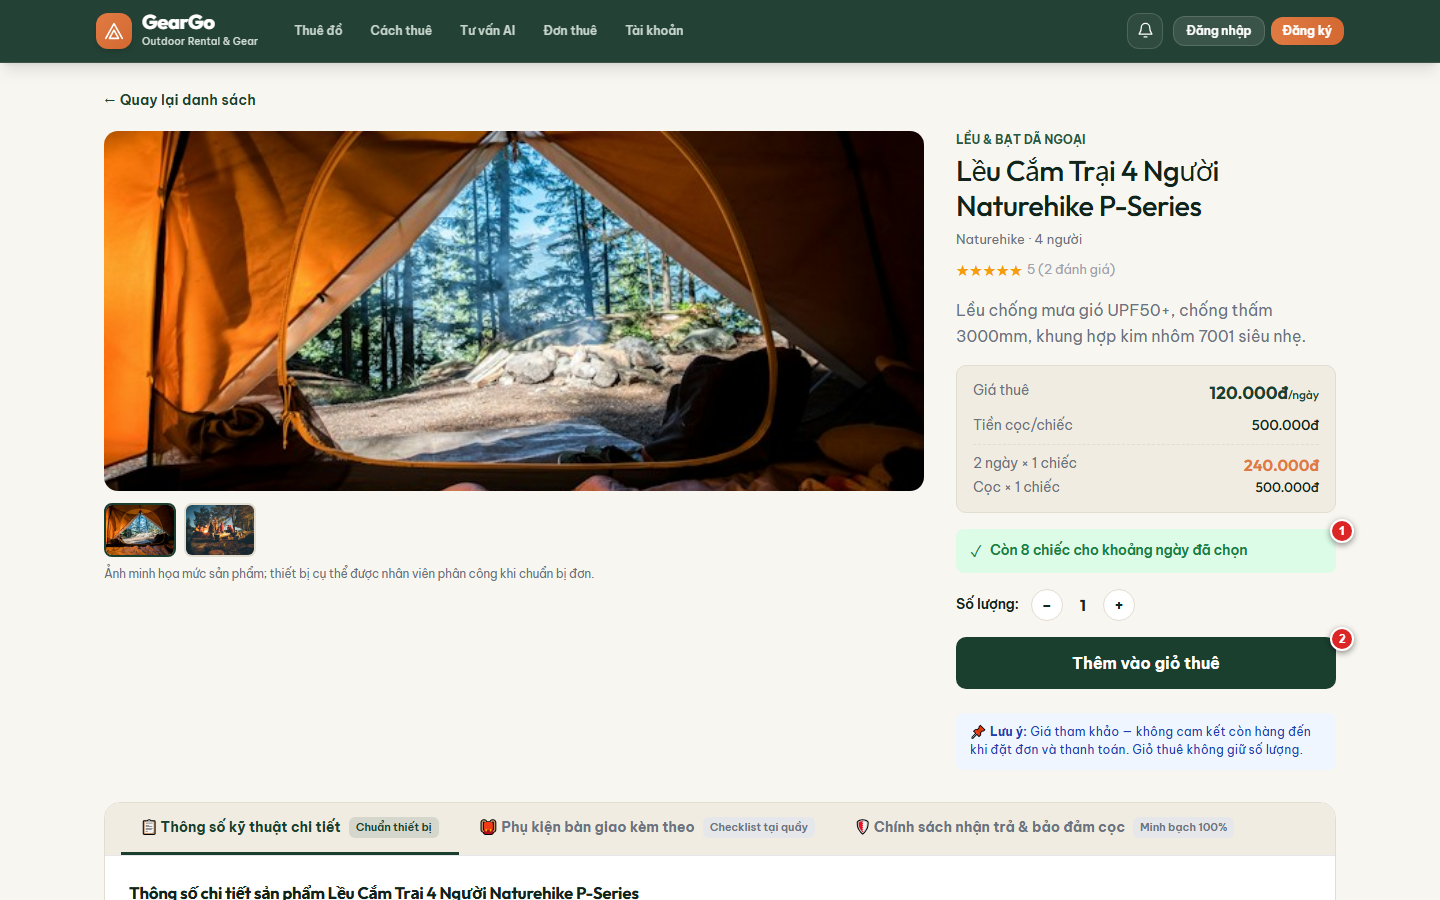 GearGo
Outdoor Rental & Gear
Thuê đồ
Cách thuê
Tư vấn AI
Đơn thuê
Tài khoản
Đăng nhập
Đăng ký
← Quay lại danh sách
LỀU & BẠT DÃ NGOẠI
Lều Cắm Trại 4 Người
Naturehike P-Series
Naturehike · 4 người
★★★★★ 5 (2 đánh giá)
Lều chống mưa gió UPF50+, chống thấm
3000mm, khung hợp kim nhôm 7001 siêu nhẹ.
Giá thuê 120.000đ/ngày
Tiền cọc/chiếc 500.000đ
2 ngày × 1 chiếc 240.000đ
Cọc × 1 chiếc 500.000đ
1
✓ Còn 8 chiếc cho khoảng ngày đã chọn
Số lượng: − 1 +
2
Thêm vào giỏ thuê
📌 Lưu ý: Giá tham khảo — không cam kết còn hàng đến
khi đặt đơn và thanh toán. Giỏ thuê không giữ số lượng.
Ảnh minh họa mức sản phẩm; thiết bị cụ thể được nhân viên phân công khi chuẩn bị đơn.
Thông số kỹ thuật chi tiết Chuẩn thiết bị
Phụ kiện bàn giao kèm theo Checklist tại quầy
Chính sách nhận trả & bảo đảm cọc Minh bạch 100%
Thông số chi tiết sản phẩm Lều Cắm Trại 4 Người Naturehike P-Series